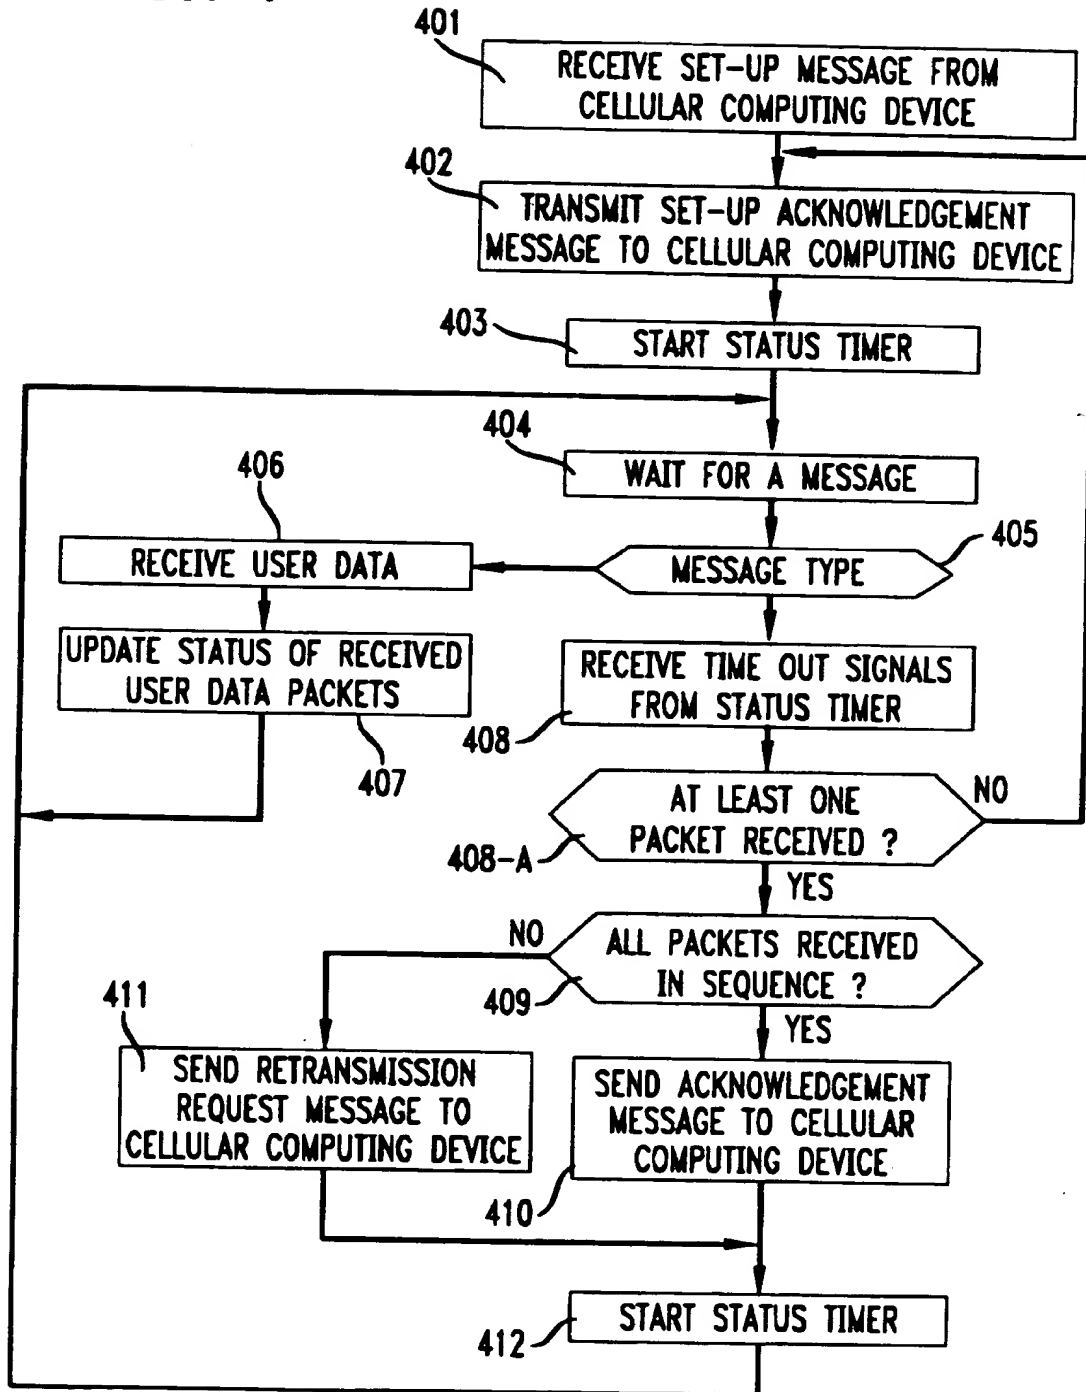 401
RECEIVE SET-UP MESSAGE FROM
CELLULAR COMPUTING DEVICE
402
TRANSMIT SET-UP ACKNOWLEDGEMENT
MESSAGE TO CELLULAR COMPUTING DEVICE
403
START STATUS TIMER
404
WAIT FOR A MESSAGE
406
405
RECEIVE USER DATA
MESSAGE TYPE
UPDATE STATUS OF RECEIVED
USER DATA PACKETS
407
RECEIVE TIME OUT SIGNALS
FROM STATUS TIMER
408
AT LEAST ONE
PACKET RECEIVED ?
NO
408-A
YES
NO
ALL PACKETS RECEIVED
IN SEQUENCE ?
409
YES
411
SEND RETRANSMISSION
REQUEST MESSAGE TO
CELLULAR COMPUTING DEVICE
SEND ACKNOWLEDGEMENT
MESSAGE TO CELLULAR
COMPUTING DEVICE
410
START STATUS TIMER
412